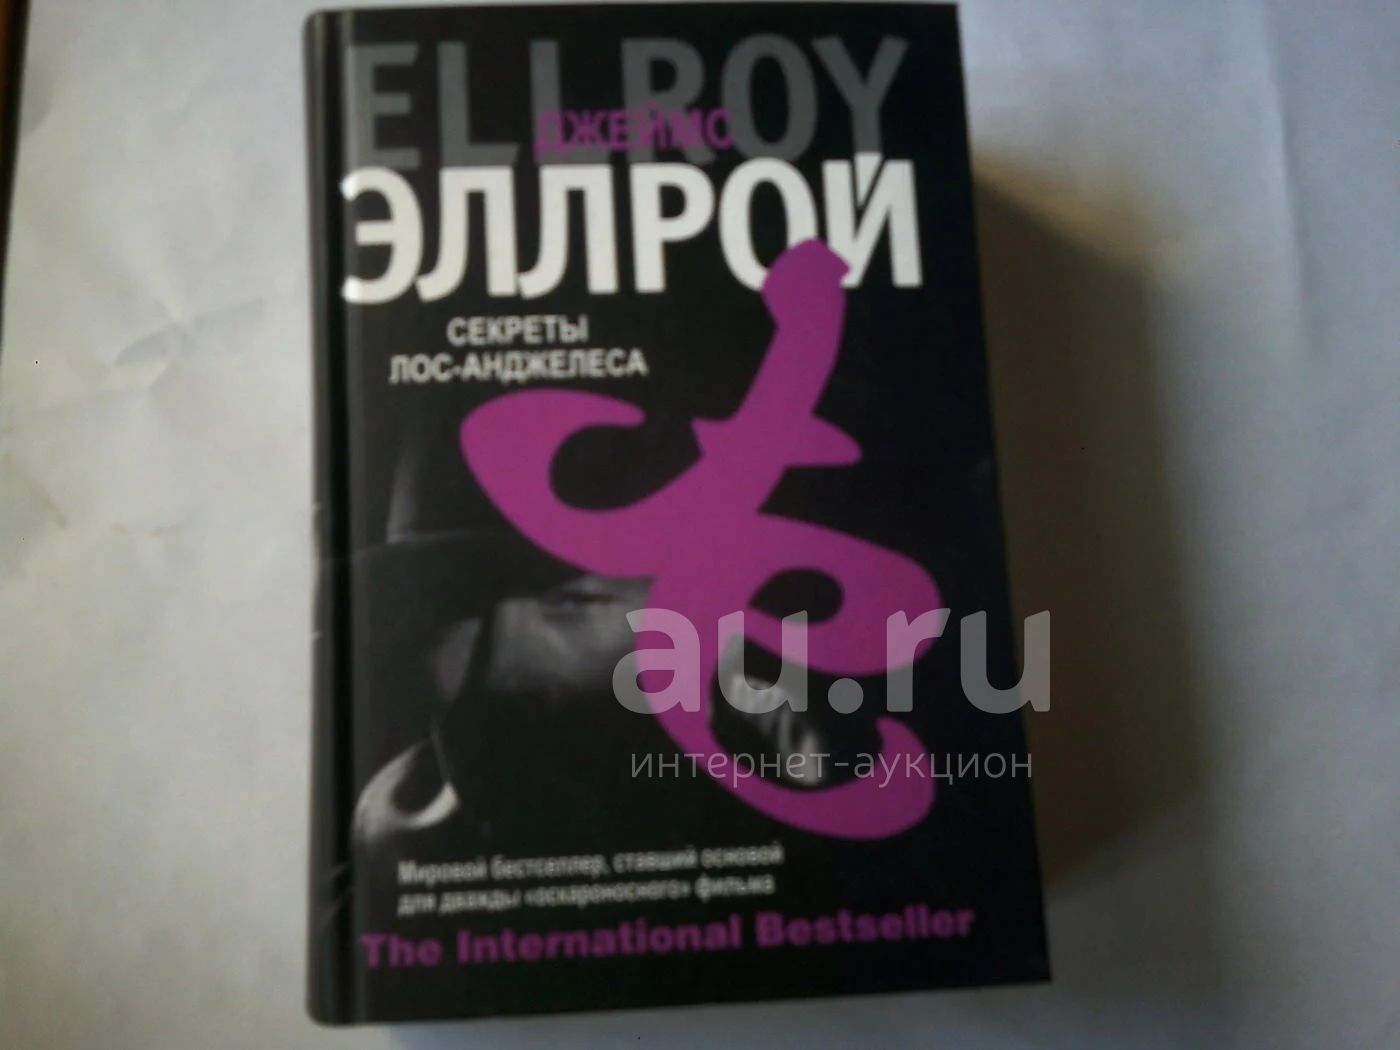 ELLROY
ДЖЕЙМС
ЭЛЛРОЙ
СЕКРЕТЫ
ЛОС-АНДЖЕЛЕСА
au.ru
интернет-аукцион
Мировой бестселлер, ставший основой
для дважды «оскароносного» фильма
The International Bestseller